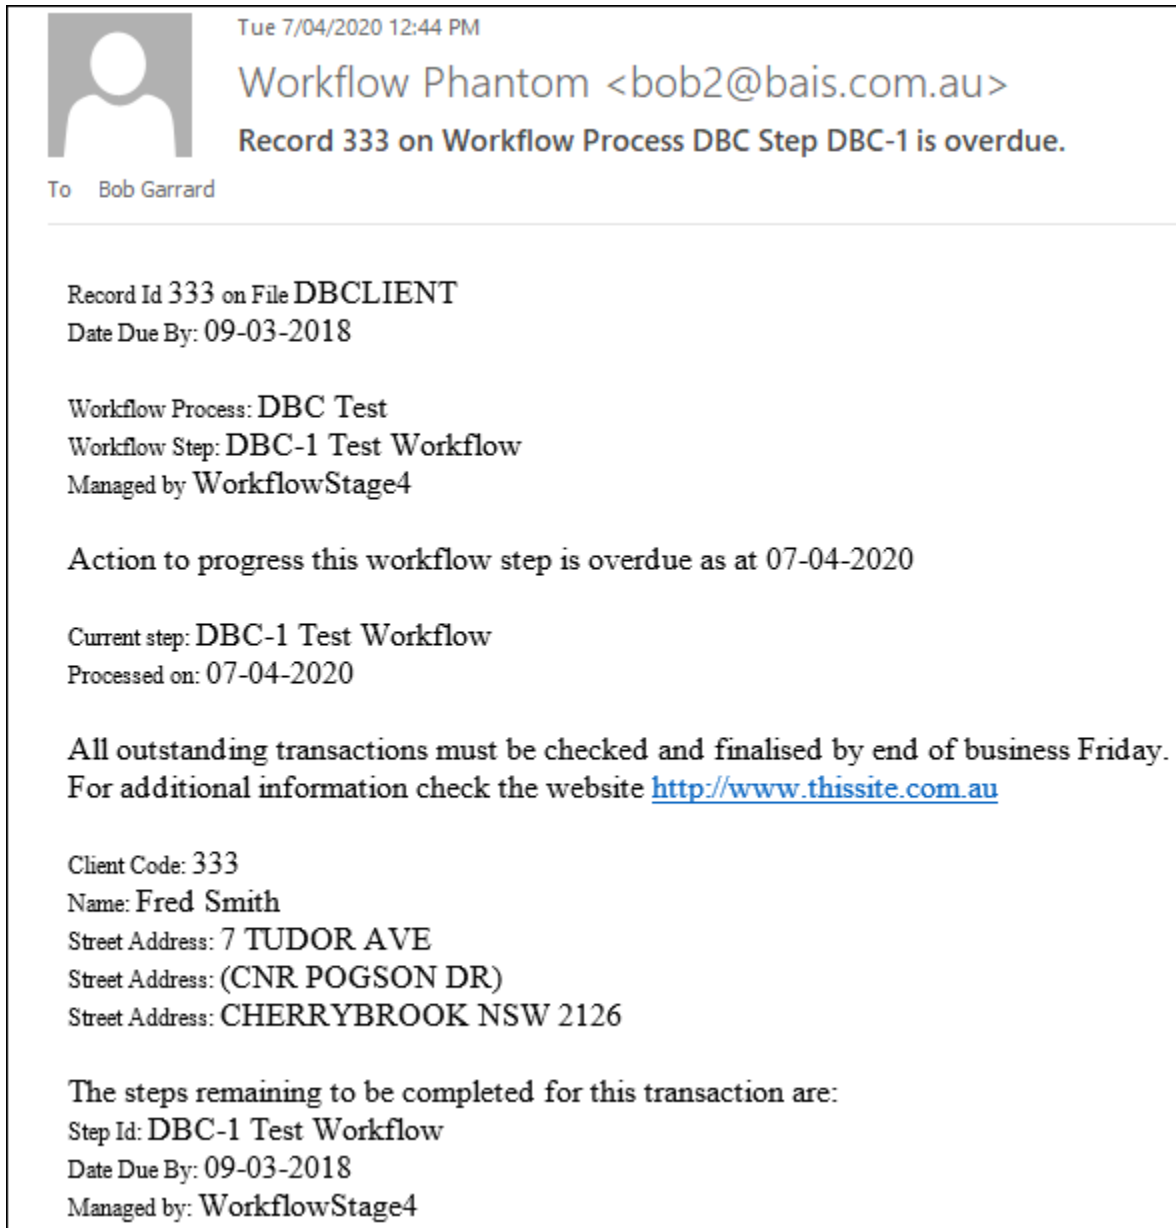 Tue 7/04/2020 12:44 PM
Workflow Phantom <bob2@bais.com.au>
Record 333 on Workflow Process DBC Step DBC-1 is overdue.
To Bob Garrard
Record Id 333 on File DBCLIENT
Date Due By: 09-03-2018
Workflow Process: DBC Test
Workflow Step: DBC-1 Test Workflow
Managed by WorkflowStage4
Action to progress this workflow step is overdue as at 07-04-2020
Current step: DBC-1 Test Workflow
Processed on: 07-04-2020
All outstanding transactions must be checked and finalised by end of business Friday.
For additional information check the website http://www.thissite.com.au
Client Code: 333
Name: Fred Smith
Street Address: 7 TUDOR AVE
Street Address: (CNR POGSON DR)
Street Address: CHERRYBROOK NSW 2126
The steps remaining to be completed for this transaction are:
Step Id: DBC-1 Test Workflow
Date Due By: 09-03-2018
Managed by: WorkflowStage4